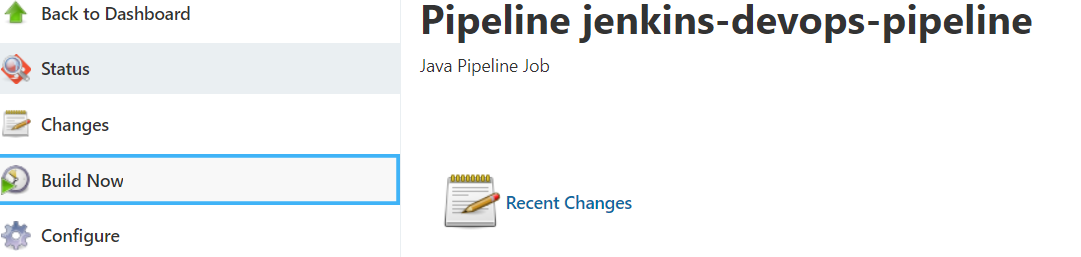 Back to Dashboard
Status
Changes
Build Now
Configure
Pipeline jenkins-devops-pipeline
Java Pipeline Job
Recent Changes